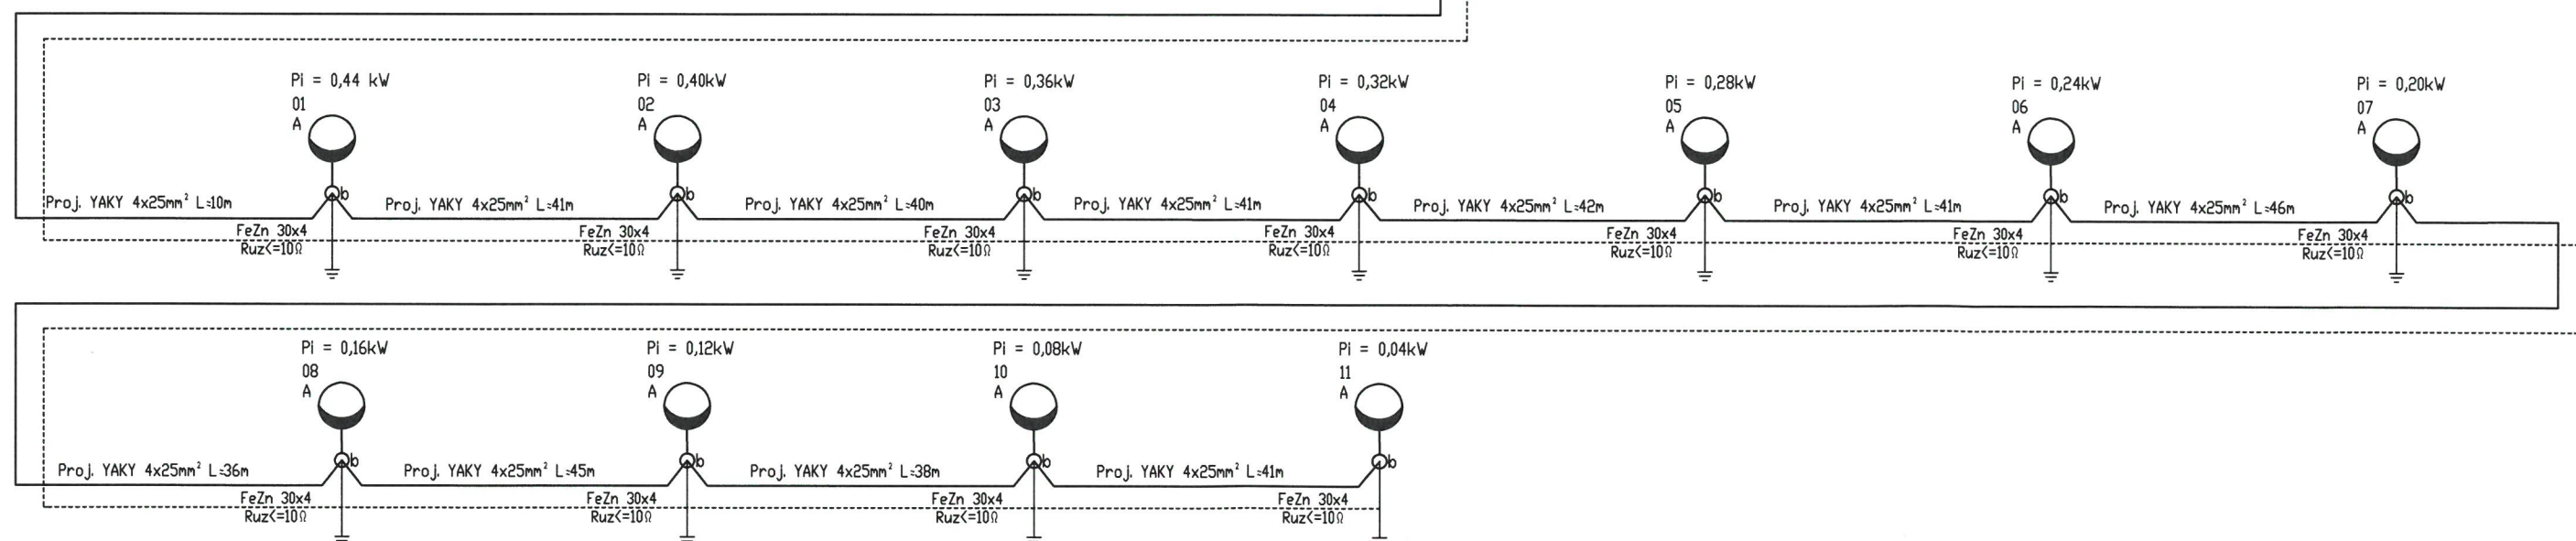 Pi = 0,44 kW
01
A
Pi = 0,40kW
02
A
Pi = 0,36kW
03
A
Pi = 0,32kW
04
A
Pi = 0,28kW
05
A
Pi = 0,24kW
06
A
Pi = 0,20kW
07
A
Proj. YAKY 4x25mm² L=10m
b
Proj. YAKY 4x25mm² L=41m
b
Proj. YAKY 4x25mm² L=40m
b
Proj. YAKY 4x25mm² L=41m
b
Proj. YAKY 4x25mm² L=42m
b
Proj. YAKY 4x25mm² L=41m
b
Proj. YAKY 4x25mm² L=46m
b
FeZn 30x4
Ruz<=10Ω
FeZn 30x4
Ruz<=10Ω
FeZn 30x4
Ruz<=10Ω
FeZn 30x4
Ruz<=10Ω
FeZn 30x4
Ruz<=10Ω
FeZn 30x4
Ruz<=10Ω
FeZn 30x4
Ruz<=10Ω
Pi = 0,16kW
08
A
Pi = 0,12kW
09
A
Pi = 0,08kW
10
A
Pi = 0,04kW
11
A
Proj. YAKY 4x25mm² L=36m
b
Proj. YAKY 4x25mm² L=45m
b
Proj. YAKY 4x25mm² L=38m
b
Proj. YAKY 4x25mm² L=41m
b
FeZn 30x4
Ruz<=10Ω
FeZn 30x4
Ruz<=10Ω
FeZn 30x4
Ruz<=10Ω
FeZn 30x4
Ruz<=10Ω